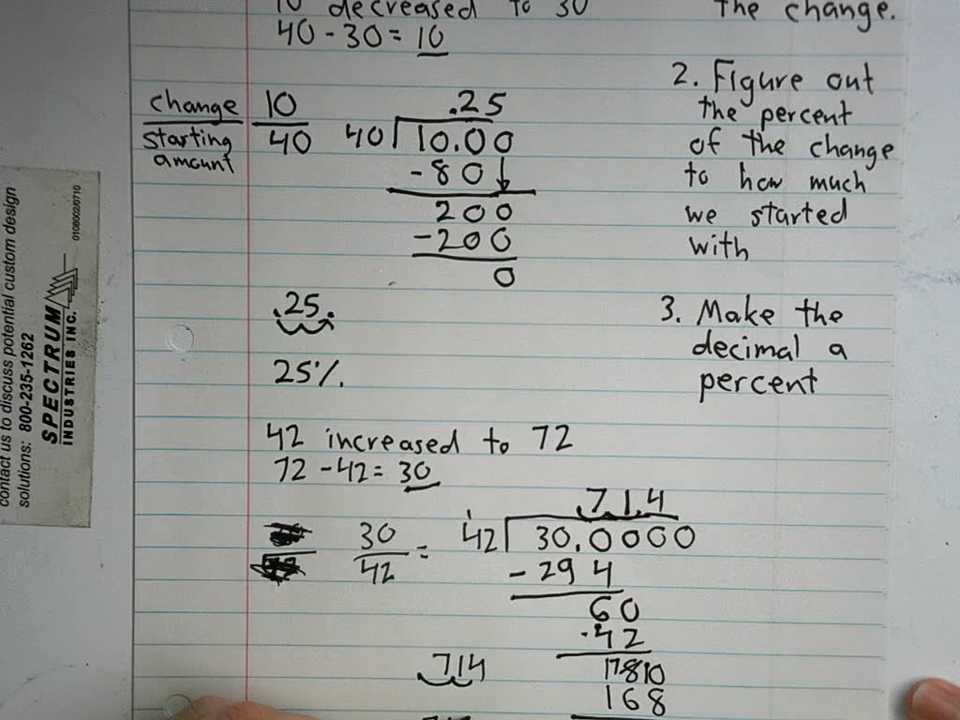 10 decreased to 30
the change.
40 - 30 = 10
2. Figure out
the percent
of the change
to how much
we started
with
change 10
starting 40
amount
.25
40 10.00
-80
200
-200
0
.25.
25%
3. Make the
decimal a
percent
42 increased to 72
72 - 42 = 30
.71.4
30
42 =
42 30.0000
-294
60
-42
1780
168
.714
contact us to discuss potential custom design
solutions: 800-235-1262
SPECTRUM
INDUSTRIES INC.